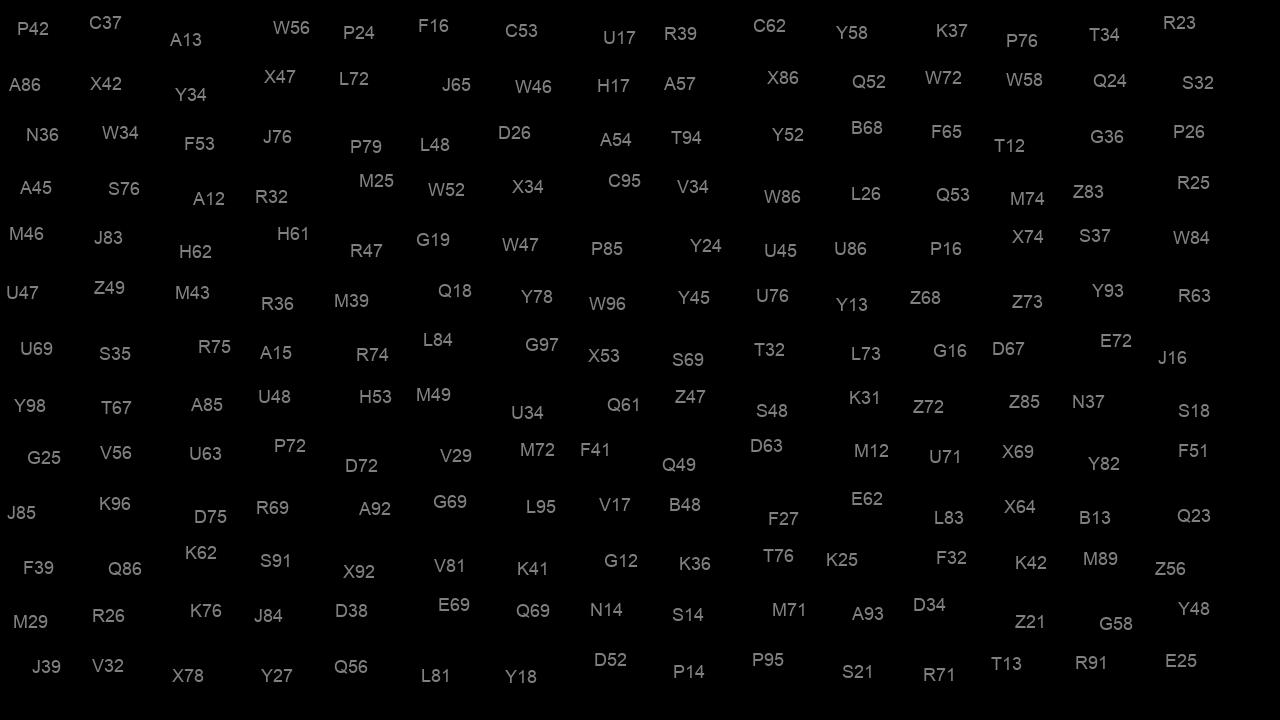 P42 C37 A13 W56 P24 F16 C53 U17 R39 C62 Y58 K37 P76 T34 R23
A86 X42 Y34 X47 L72 J65 W46 H17 A57 X86 Q52 W72 W58 Q24 S32
N36 W34 F53 J76 P79 L48 D26 A54 T94 Y52 B68 F65 T12 G36 P26
A45 S76 A12 R32 M25 W52 X34 C95 V34 W86 L26 Q53 M74 Z83 R25
M46 J83 H62 H61 R47 G19 W47 P85 Y24 U45 U86 P16 X74 S37 W84
U47 Z49 M43 R36 M39 Q18 Y78 W96 Y45 U76 Y13 Z68 Z73 Y93 R63
U69 S35 R75 A15 R74 L84 G97 X53 S69 T32 L73 G16 D67 E72 J16
Y98 T67 A85 U48 H53 M49 U34 Q61 Z47 S48 K31 Z72 Z85 N37 S18
G25 V56 U63 P72 D72 V29 M72 F41 Q49 D63 M12 U71 X69 Y82 F51
J85 K96 D75 R69 A92 G69 L95 V17 B48 F27 E62 L83 X64 B13 Q23
F39 Q86 K62 S91 X92 V81 K41 G12 K36 T76 K25 F32 K42 M89 Z56
M29 R26 K76 J84 D38 E69 Q69 N14 S14 M71 A93 D34 Z21 G58 Y48
J39 V32 X78 Y27 Q56 L81 Y18 D52 P14 P95 S21 R71 T13 R91 E25